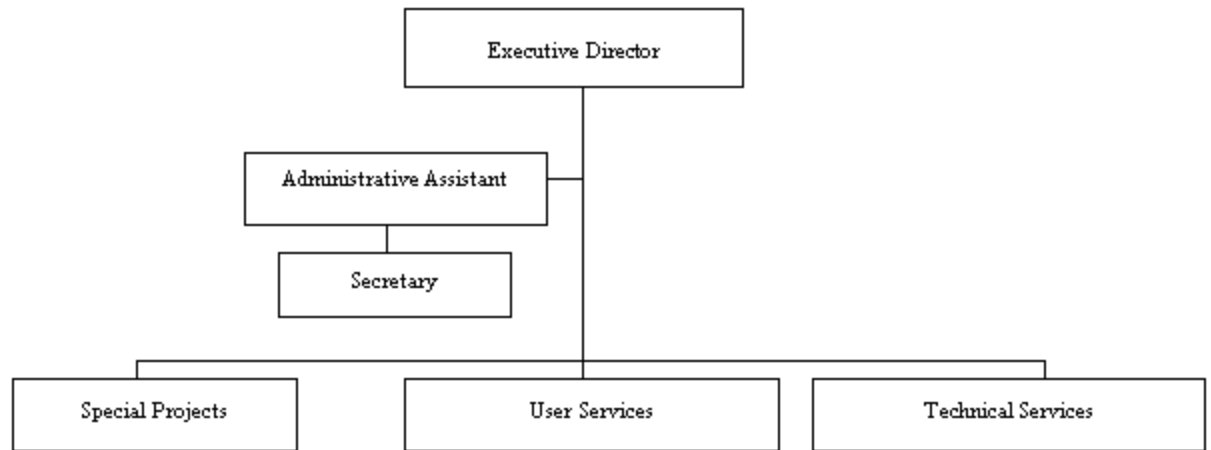 Executive Director
Administrative Assistant
Secretary
Special Projects
User Services
Technical Services